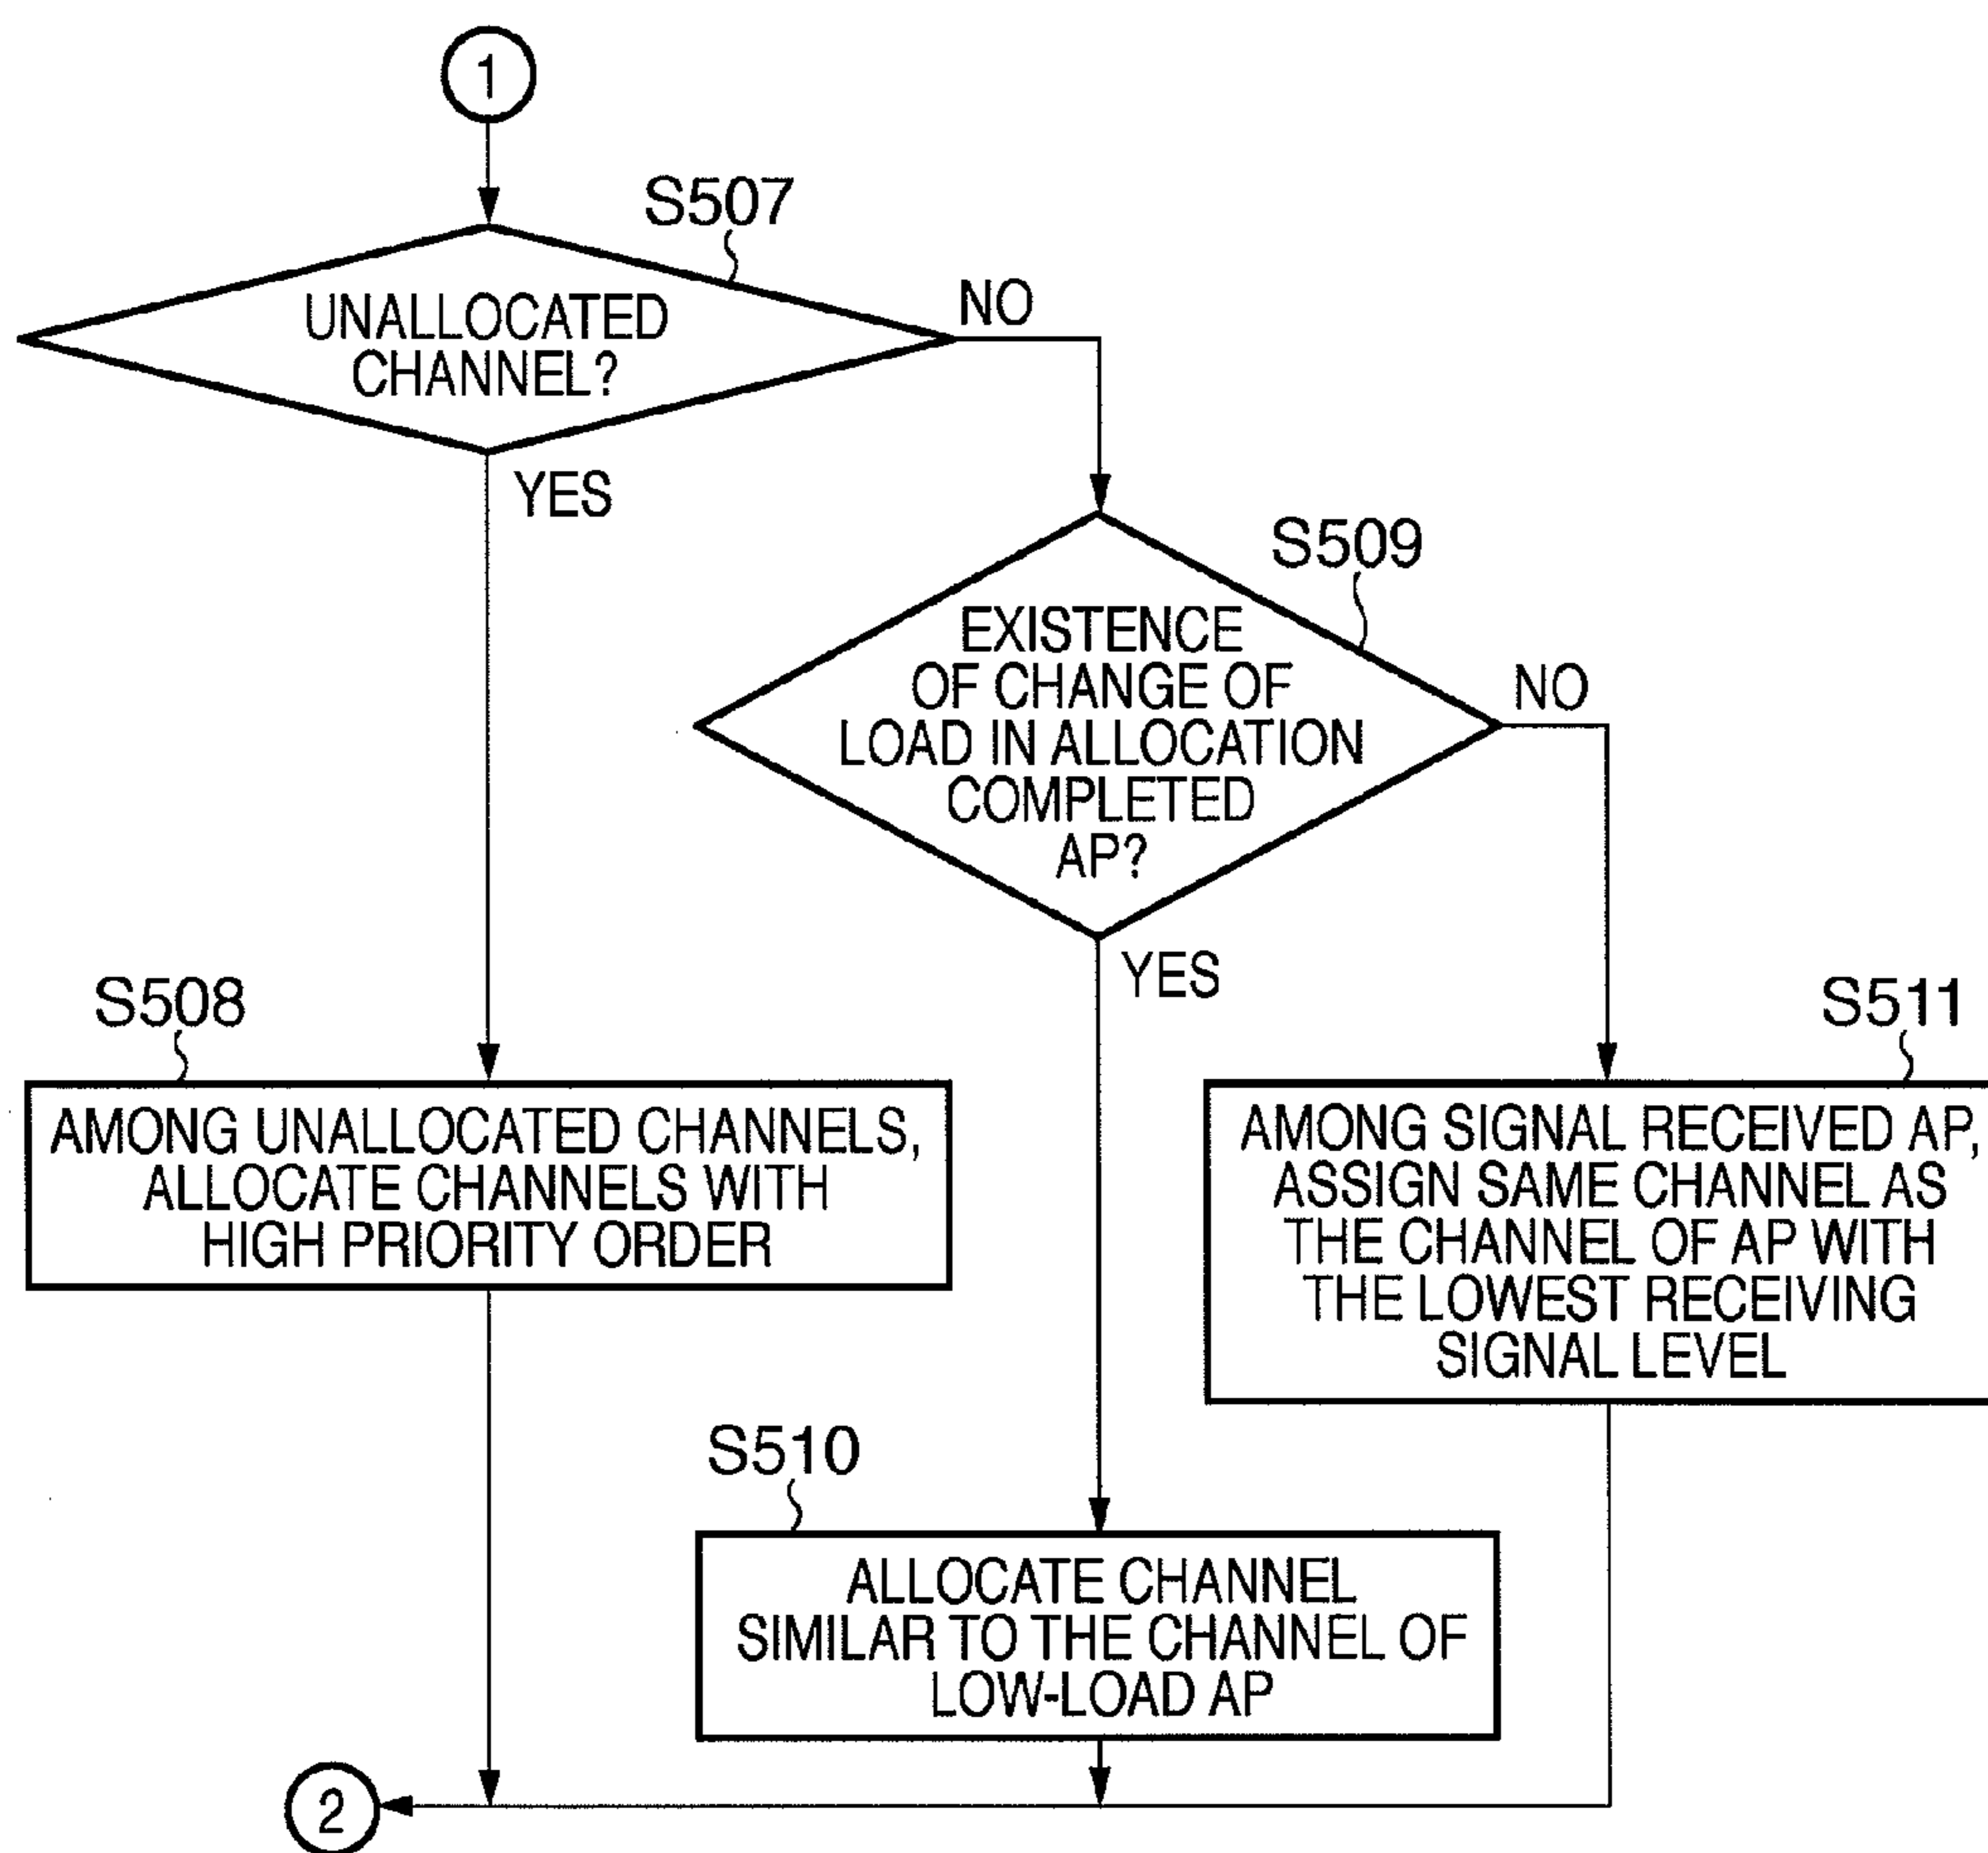 1
S507
UNALLOCATED
CHANNEL?
NO
YES
S509
EXISTENCE
OF CHANGE OF
LOAD IN ALLOCATION
COMPLETED
AP?
NO
YES
S508
AMONG UNALLOCATED CHANNELS,
ALLOCATE CHANNELS WITH
HIGH PRIORITY ORDER
S511
AMONG SIGNAL RECEIVED AP,
ASSIGN SAME CHANNEL AS
THE CHANNEL OF AP WITH
THE LOWEST RECEIVING
SIGNAL LEVEL
S510
ALLOCATE CHANNEL
SIMILAR TO THE CHANNEL OF
LOW-LOAD AP
2